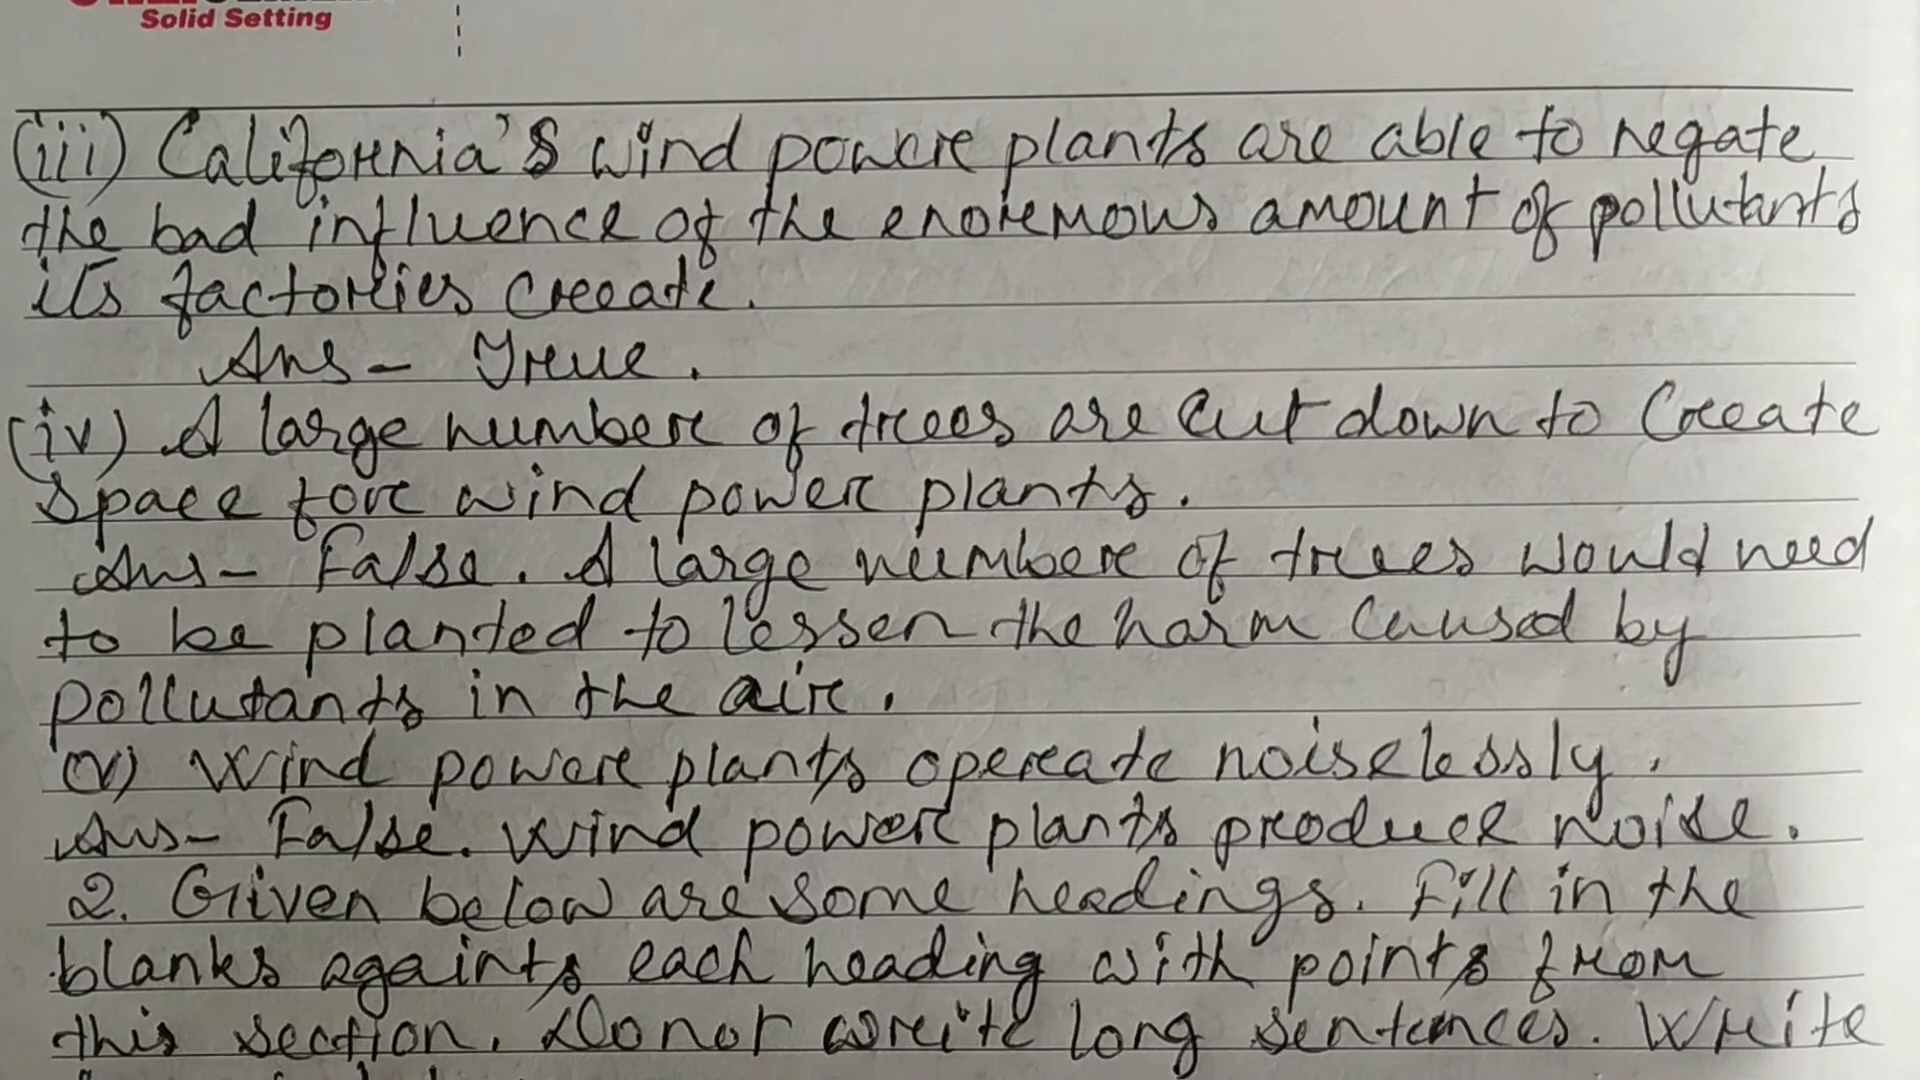 Solid Setting
(iii) California's wind power plants are able to negate
the bad influence of the enormous amount of pollutants
its factories create.
Ans - True.
(iv) A large number of trees are cut down to create
space for wind power plants.
Ans - False. A large number of trees would need
to be planted to lessen the harm caused by
pollutants in the air.
(v) Wind power plants operate noiselessly.
Ans - False. Wind power plants produce noise.
2. Given below are some headings. Fill in the
blanks againts each heading with points from
this section. Do not write long sentences. Write